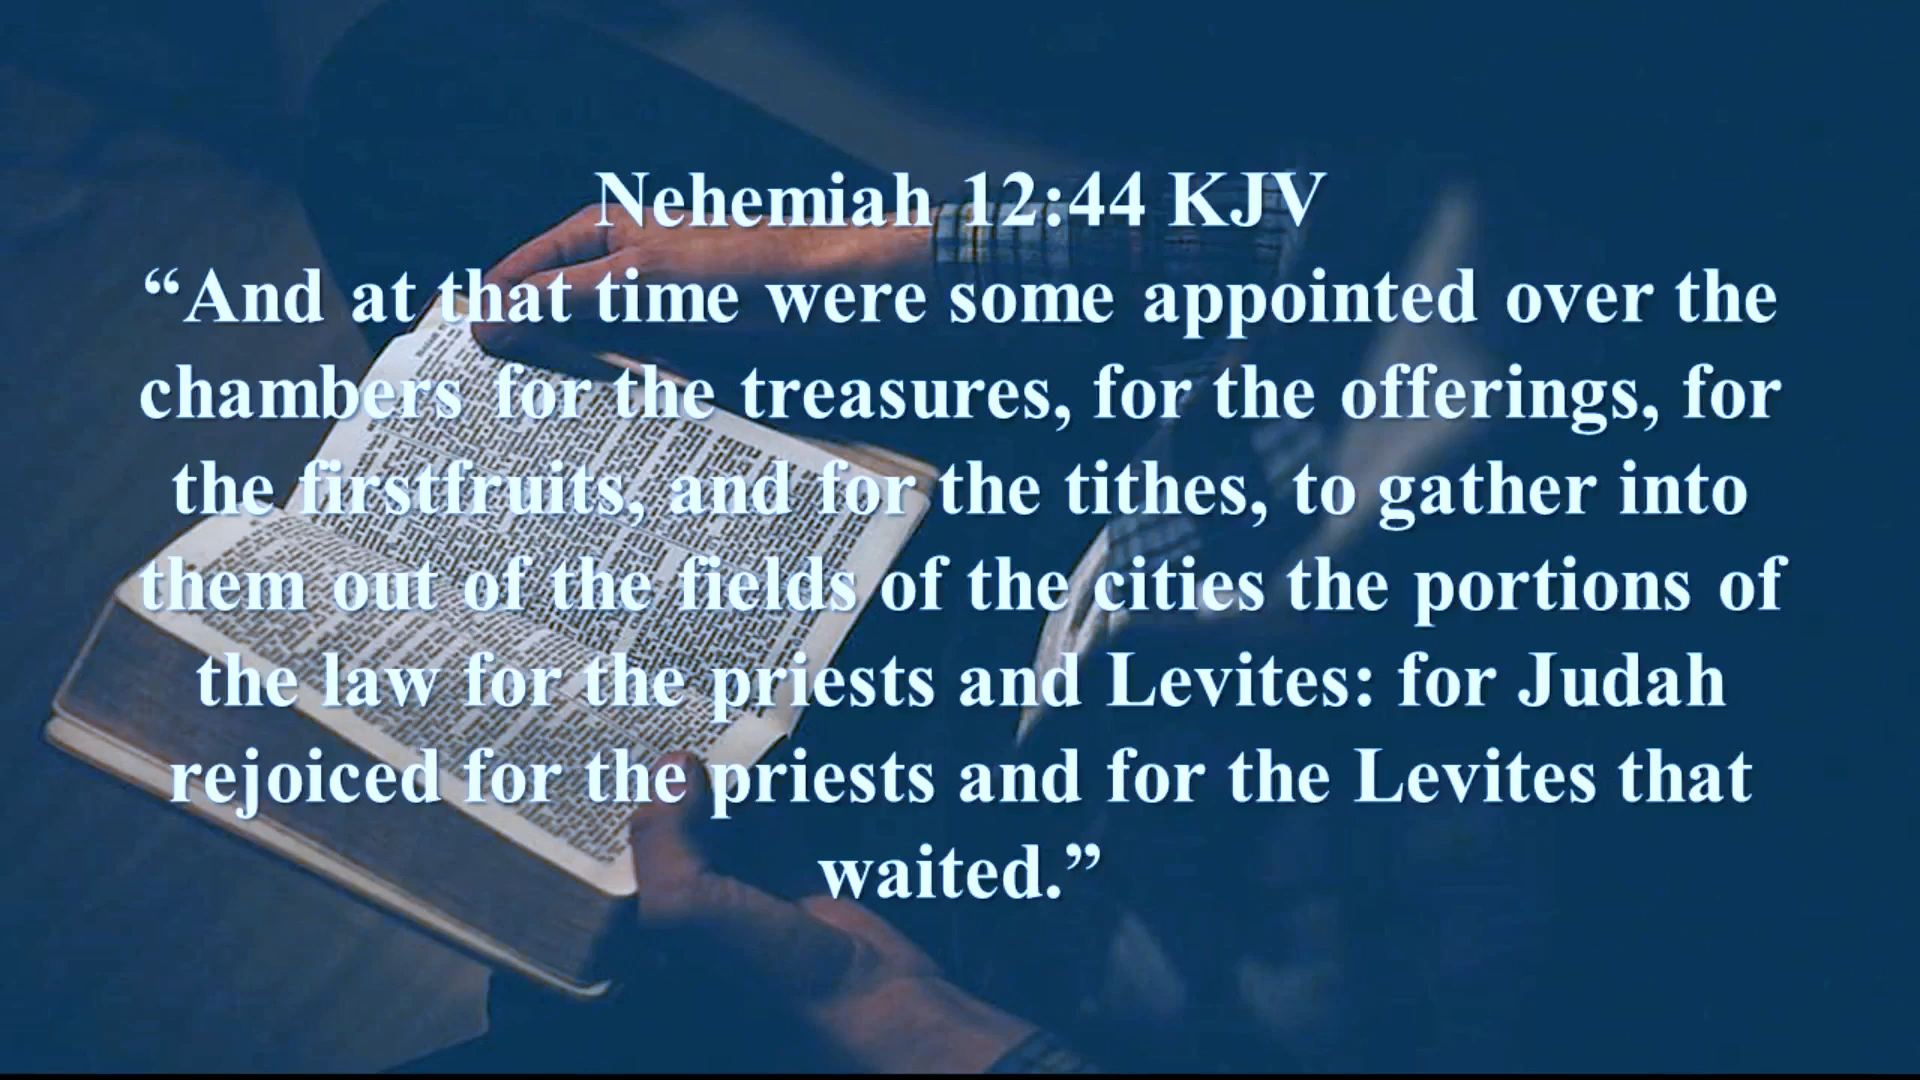 Nehemiah 12:44 KJV
“And at that time were some appointed over the
chambers for the treasures, for the offerings, for
the firstfruits, and for the tithes, to gather into
them out of the fields of the cities the portions of
the law for the priests and Levites: for Judah
rejoiced for the priests and for the Levites that
waited.”